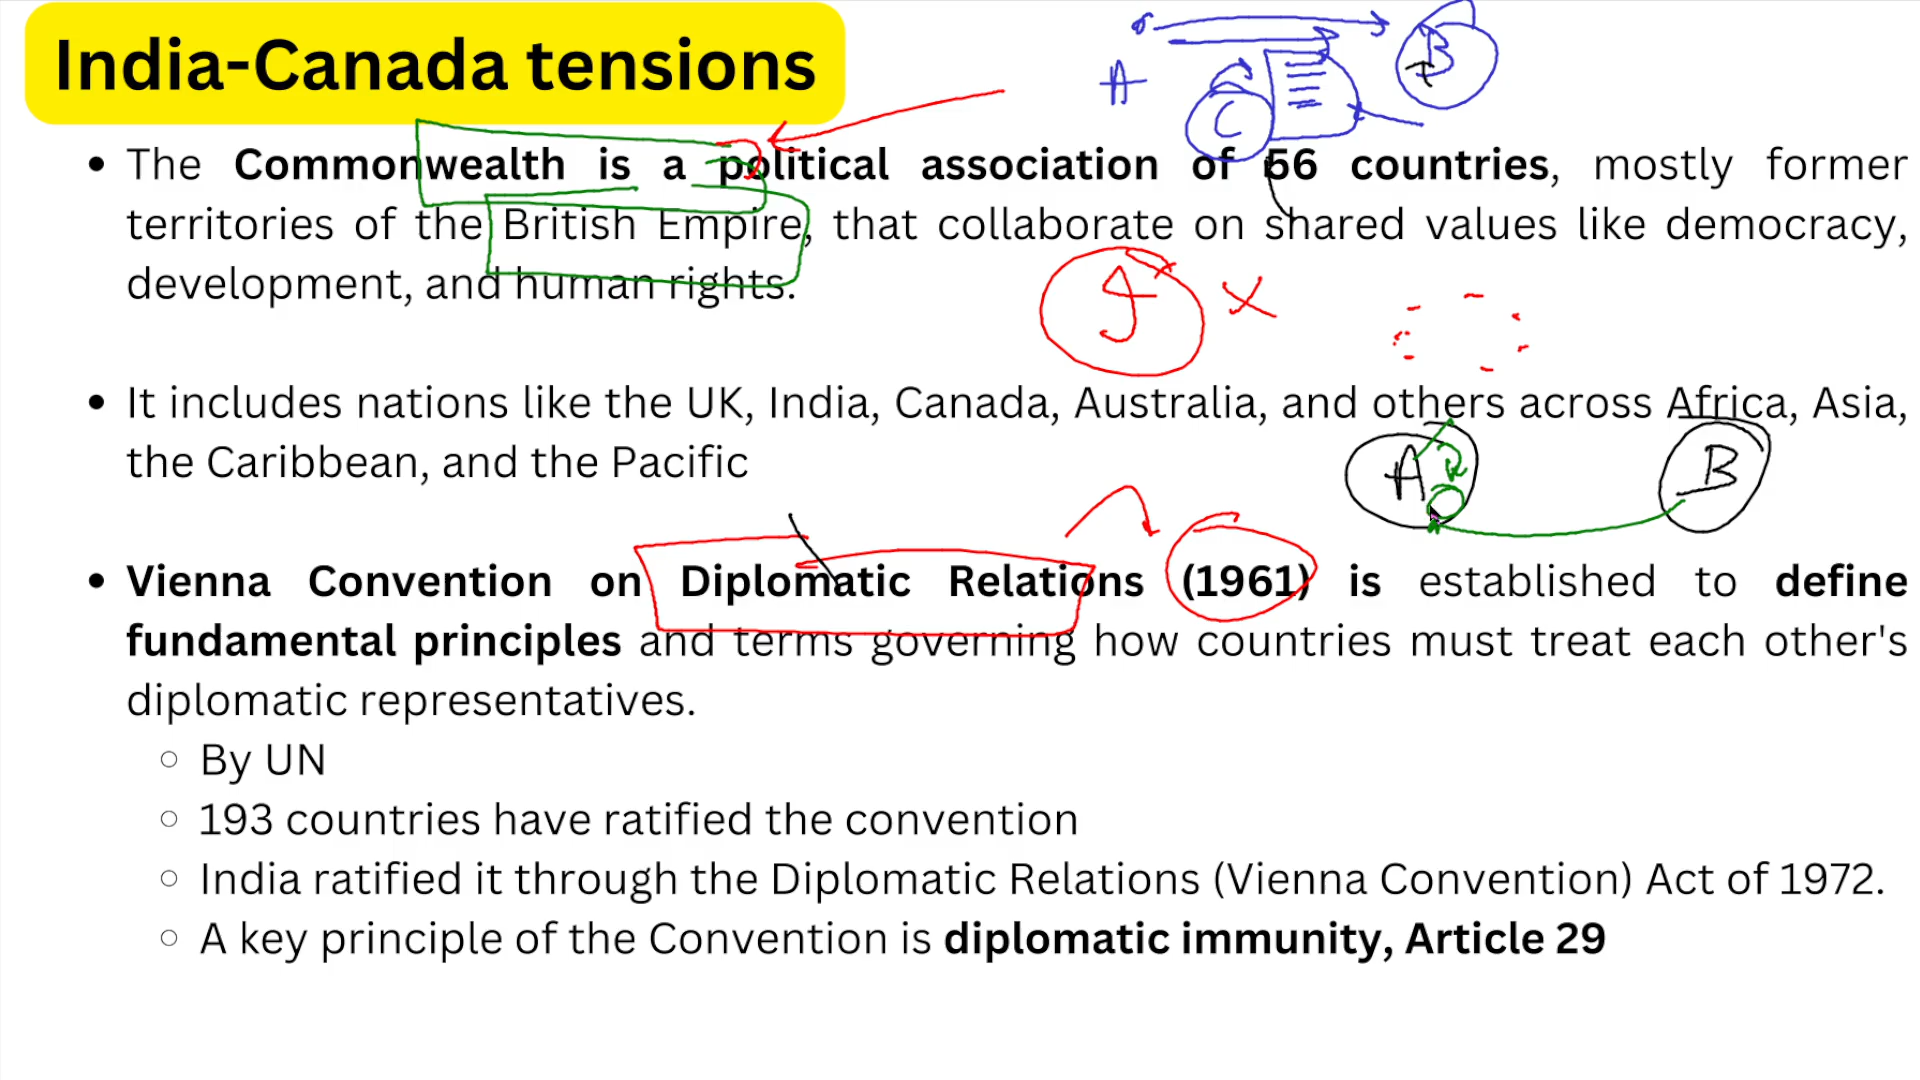 India-Canada tensions
A
B
C
• The Commonwealth is a political association of 56 countries, mostly former
territories of the British Empire, that collaborate on shared values like democracy,
development, and human rights.
• It includes nations like the UK, India, Canada, Australia, and others across Africa, Asia,
the Caribbean, and the Pacific
A
B
• Vienna Convention on Diplomatic Relations (1961) is established to define
fundamental principles and terms governing how countries must treat each other's
diplomatic representatives.
○ By UN
○ 193 countries have ratified the convention
○ India ratified it through the Diplomatic Relations (Vienna Convention) Act of 1972.
○ A key principle of the Convention is diplomatic immunity, Article 29